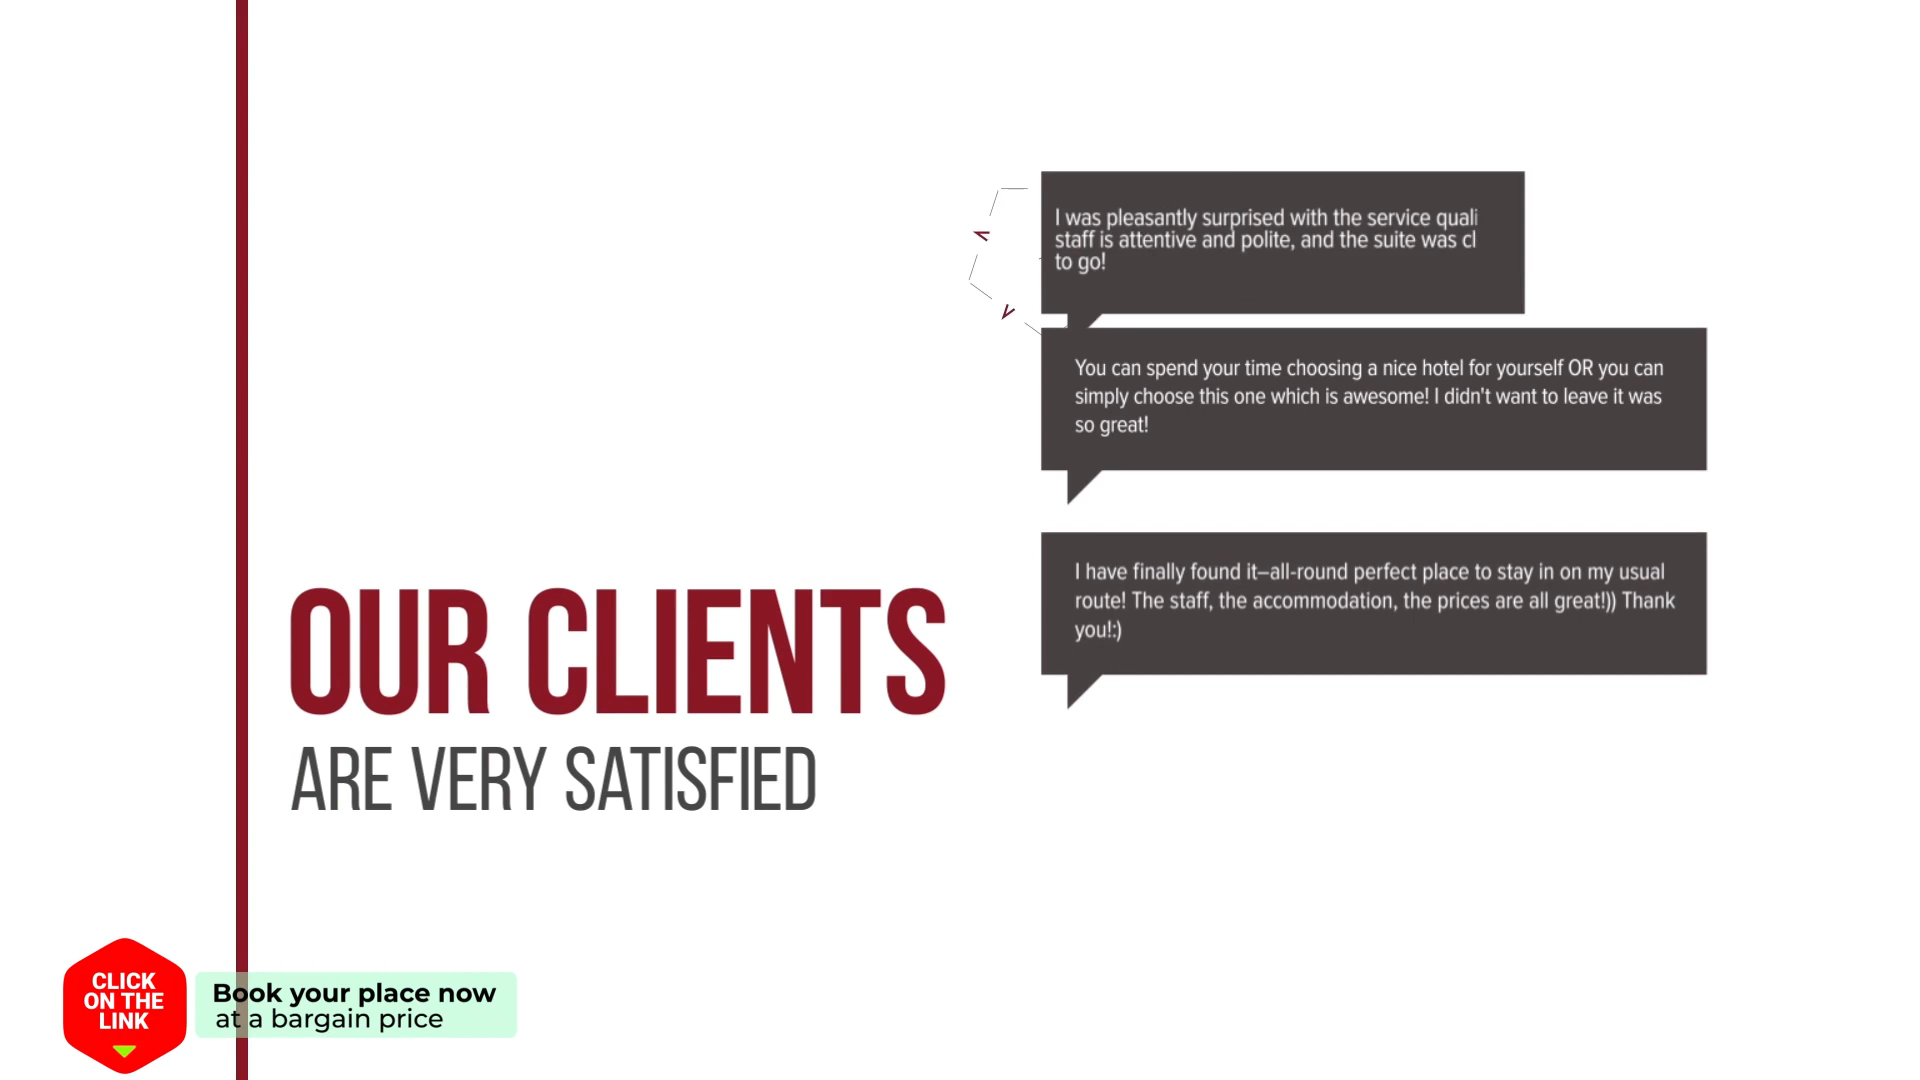 I was pleasantly surprised with the service quali
staff is attentive and polite, and the suite was cl
to go!
You can spend your time choosing a nice hotel for yourself OR you can
simply choose this one which is awesome! I didn't want to leave it was
so great!
I have finally found it–all-round perfect place to stay in on my usual
route! The staff, the accommodation, the prices are all great!)) Thank
you!:)
OUR CLIENTS
ARE VERY SATISFIED
CLICK
ON THE
LINK
Book your place now
at a bargain price